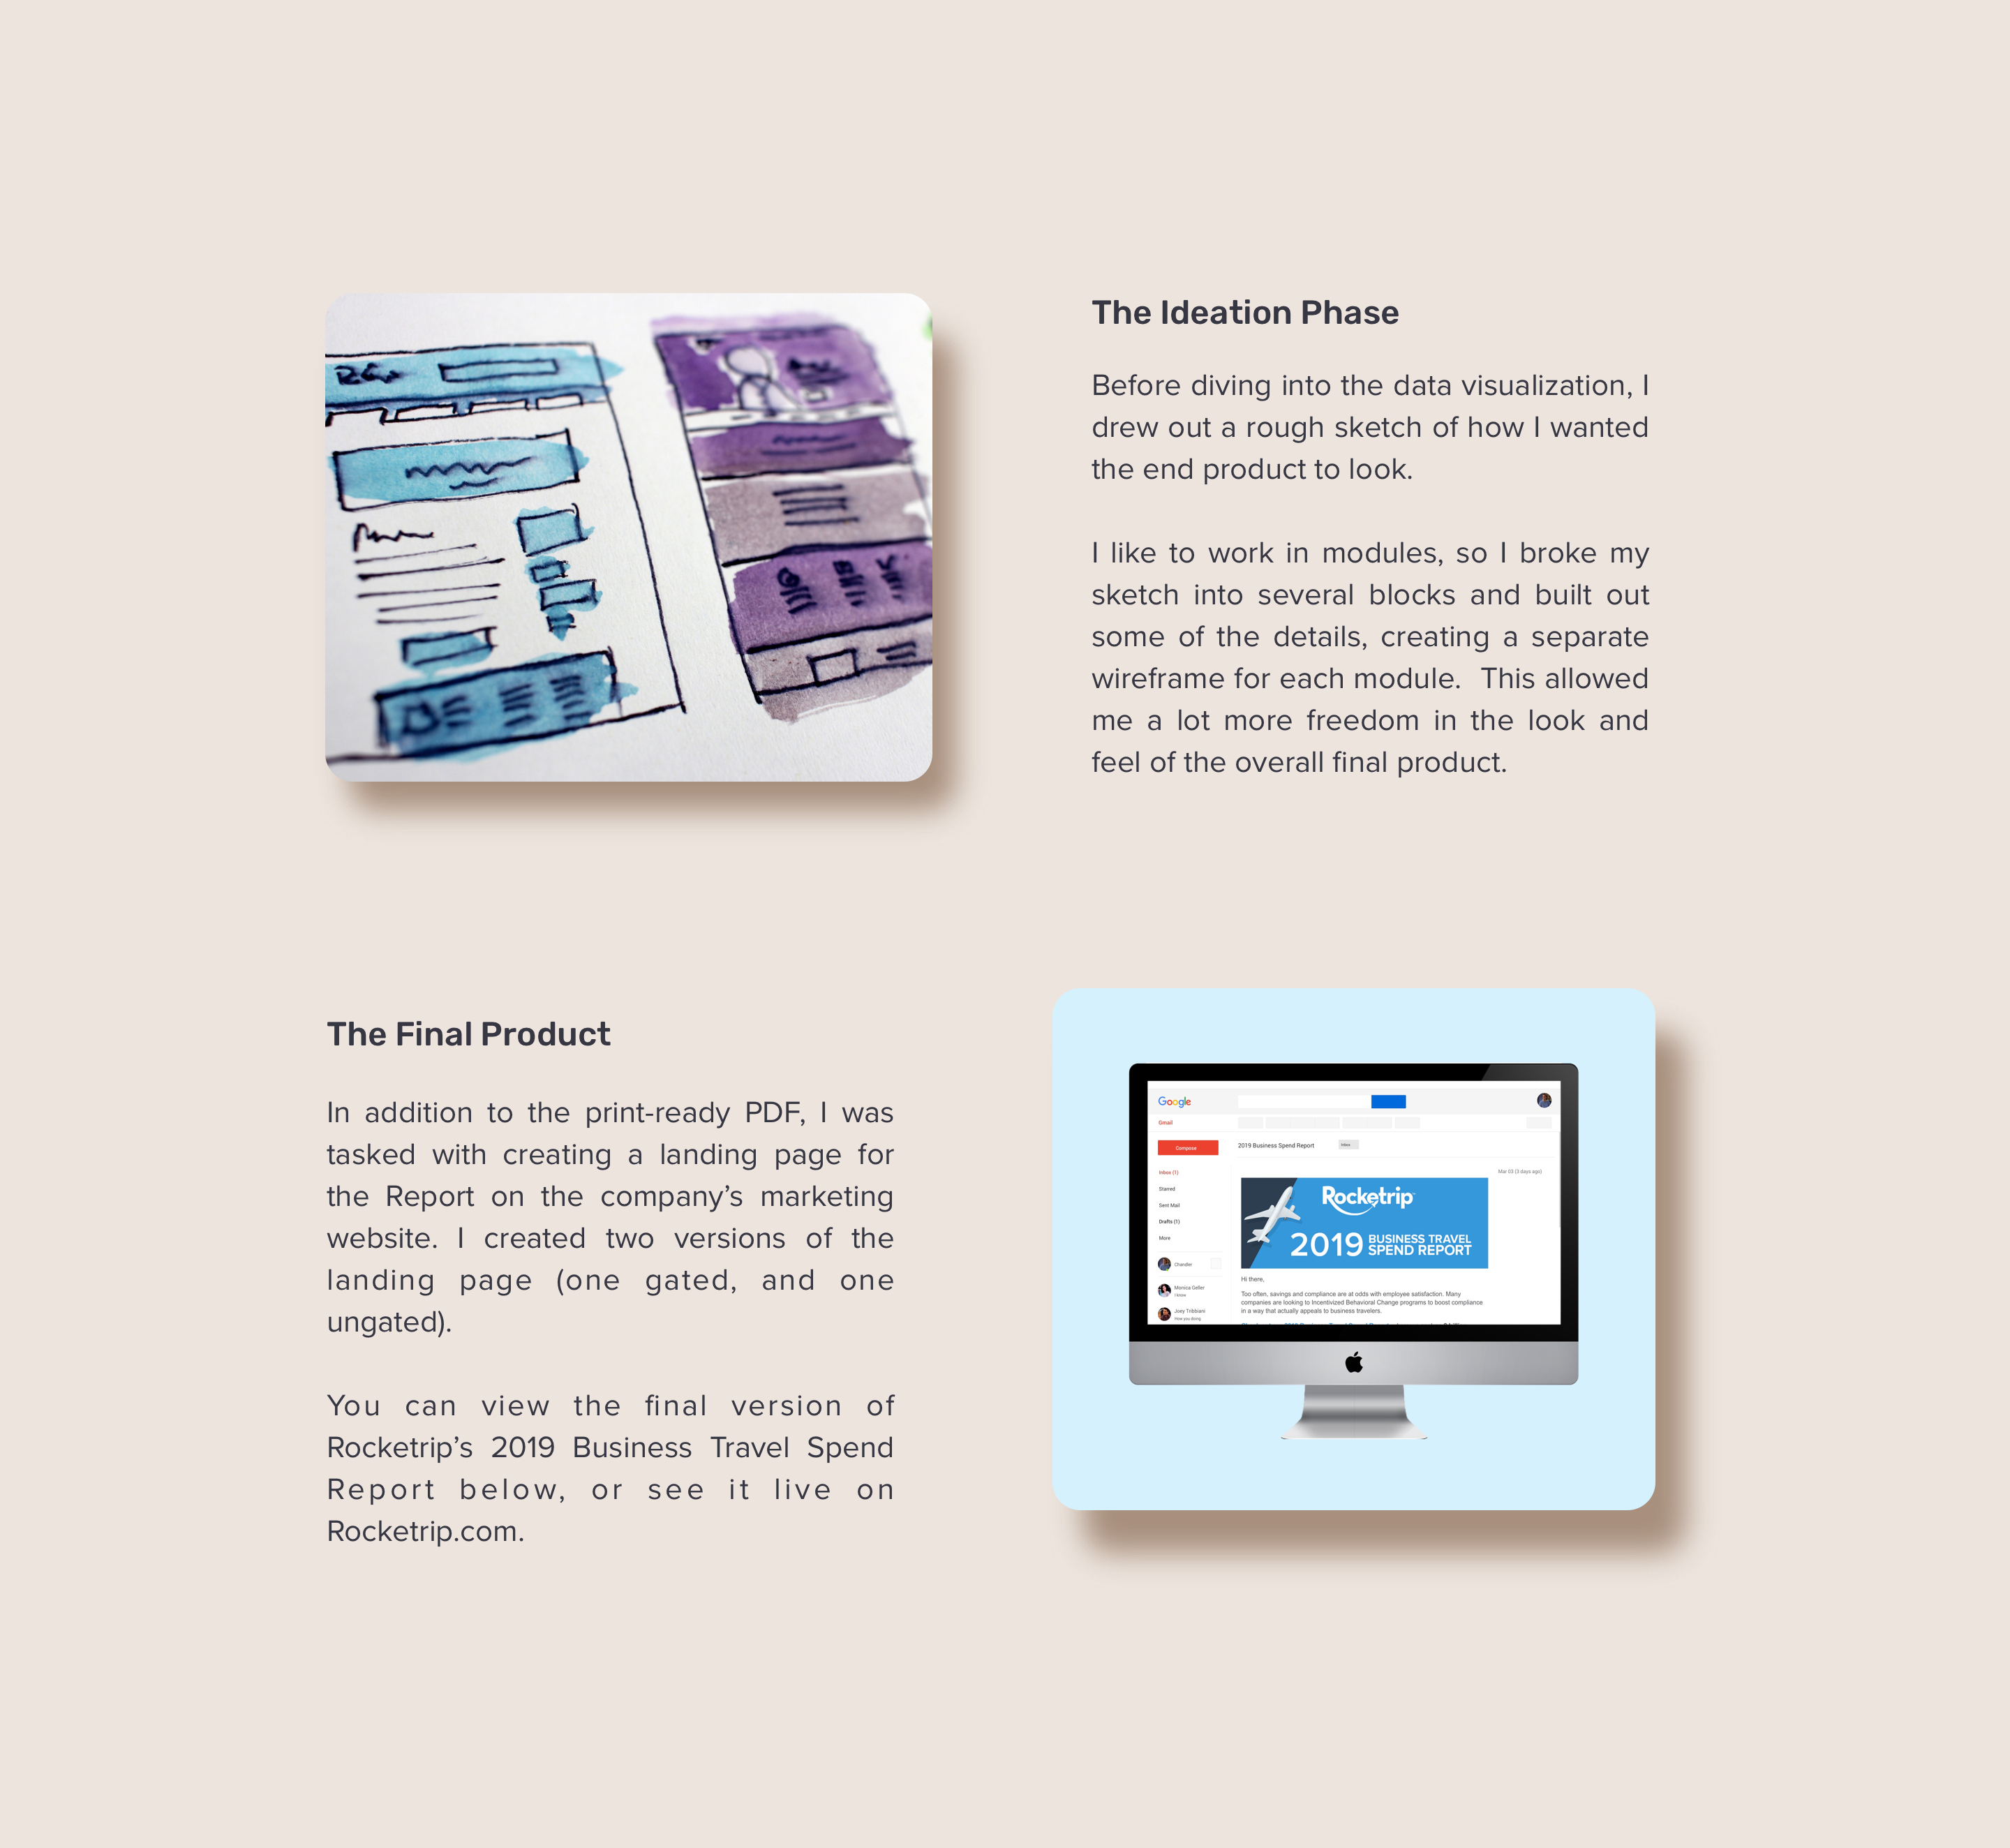 The Ideation Phase
Before diving into the data visualization, I
drew out a rough sketch of how I wanted
the end product to look.
I like to work in modules, so I broke my
sketch into several blocks and built out
some of the details, creating a separate
wireframe for each module.  This allowed
me a lot more freedom in the look and
feel of the overall final product.
The Final Product
In addition to the print-ready PDF, I was
tasked with creating a landing page for
the Report on the company’s marketing
website. I created two versions of the
landing page (one gated, and one
ungated).
You can view the final version of
Rocketrip’s 2019 Business Travel Spend
Report below, or see it live on
Rocketrip.com.
Google
Gmail
Compose
2019 Business Spend Report
Inbox
Inbox (1)
Mar 03 (3 days ago)
Starred
Sent Mail
Drafts (1)
More
Chandler
Monica Geller
I know
Joey Tribbiani
How you doing
Rocketrip
2019 BUSINESS TRAVEL
SPEND REPORT
Hi there,
Too often, savings and compliance are at odds with employee satisfaction. Many
companies are looking to Incentivized Behavioral Change programs to boost compliance
in a way that actually appeals to business travelers.